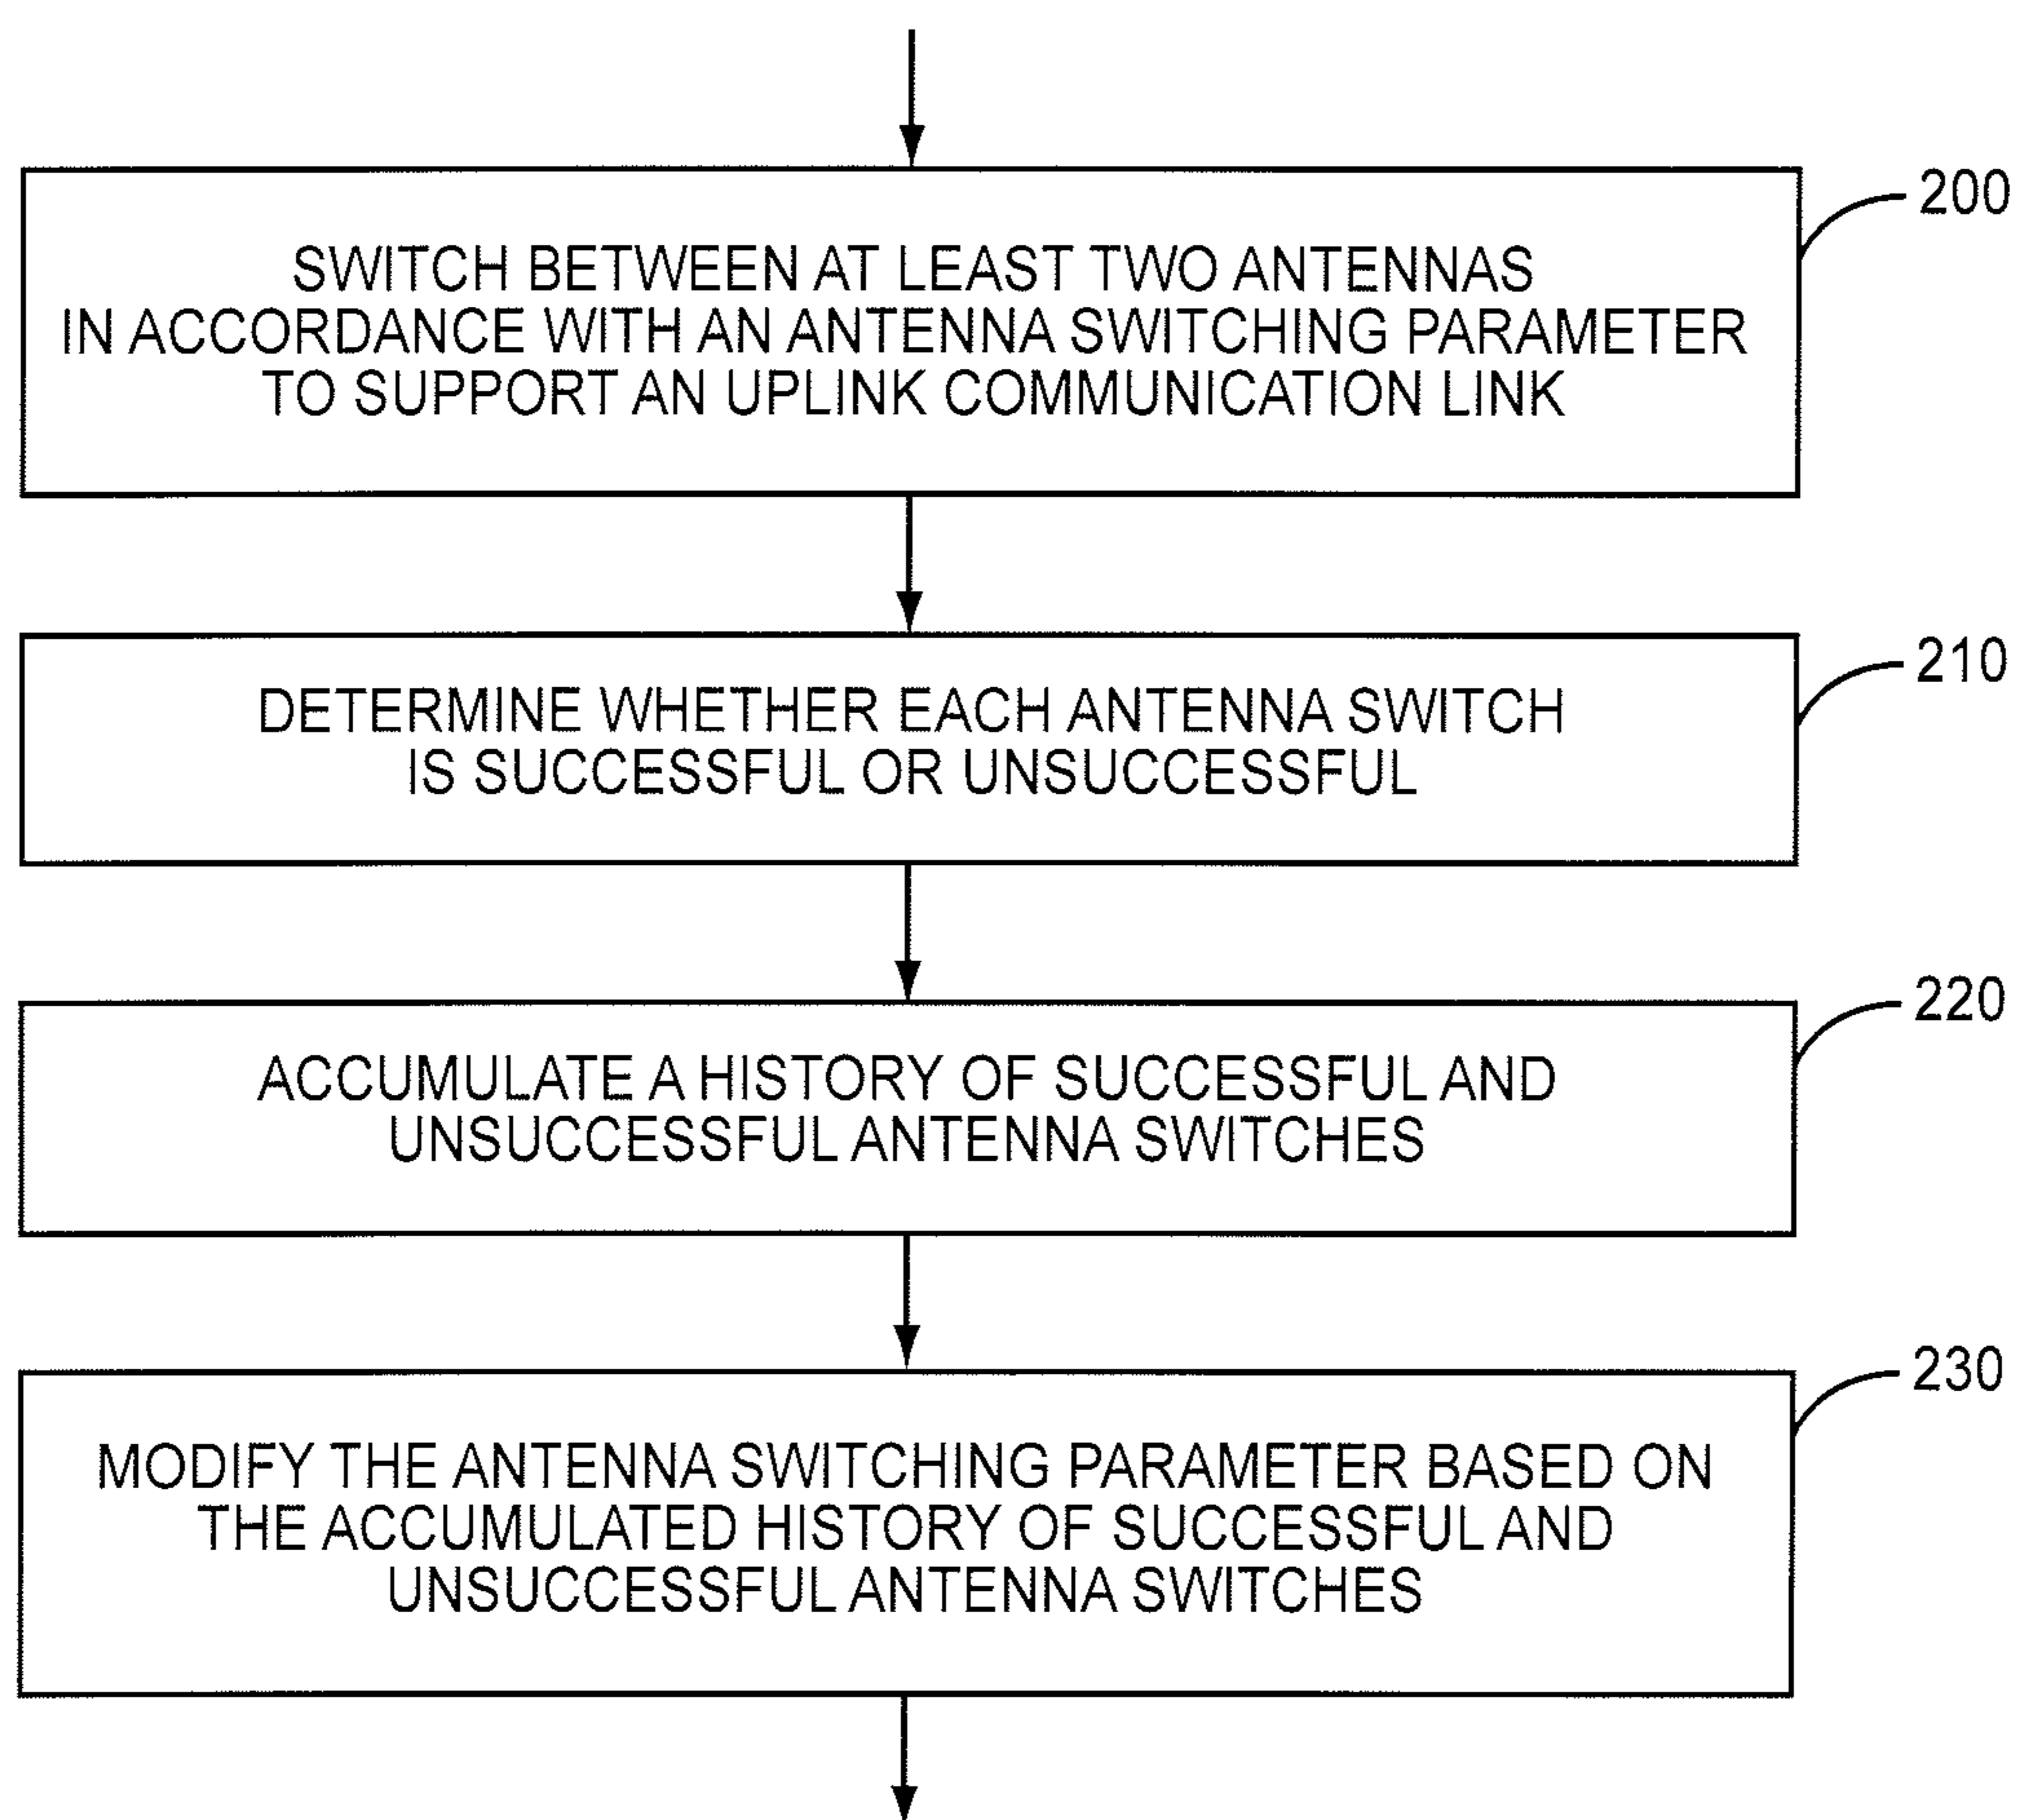 200
SWITCH BETWEEN AT LEAST TWO ANTENNAS
IN ACCORDANCE WITH AN ANTENNA SWITCHING PARAMETER
TO SUPPORT AN UPLINK COMMUNICATION LINK
210
DETERMINE WHETHER EACH ANTENNA SWITCH
IS SUCCESSFUL OR UNSUCCESSFUL
220
ACCUMULATE A HISTORY OF SUCCESSFUL AND
UNSUCCESSFUL ANTENNA SWITCHES
230
MODIFY THE ANTENNA SWITCHING PARAMETER BASED ON
THE ACCUMULATED HISTORY OF SUCCESSFUL AND
UNSUCCESSFUL ANTENNA SWITCHES